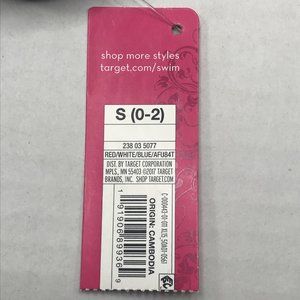 shop more styles
target.com/swim
S (0-2)
238 03 5077
RED/WHITE/BLUE/AFUB4T
DIST. BY TARGET CORPORATION
MPLS., MN 55403 ©2017 TARGET
BRANDS, INC. SHOP TARGET.COM
ORIGIN: CAMBODIA